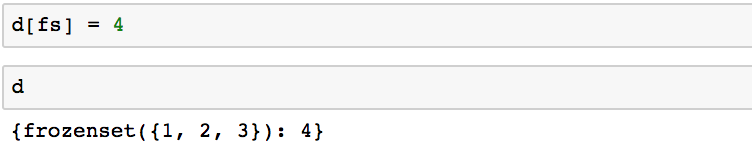 d[fs] = 4
d
{frozenset({1, 2, 3}): 4}